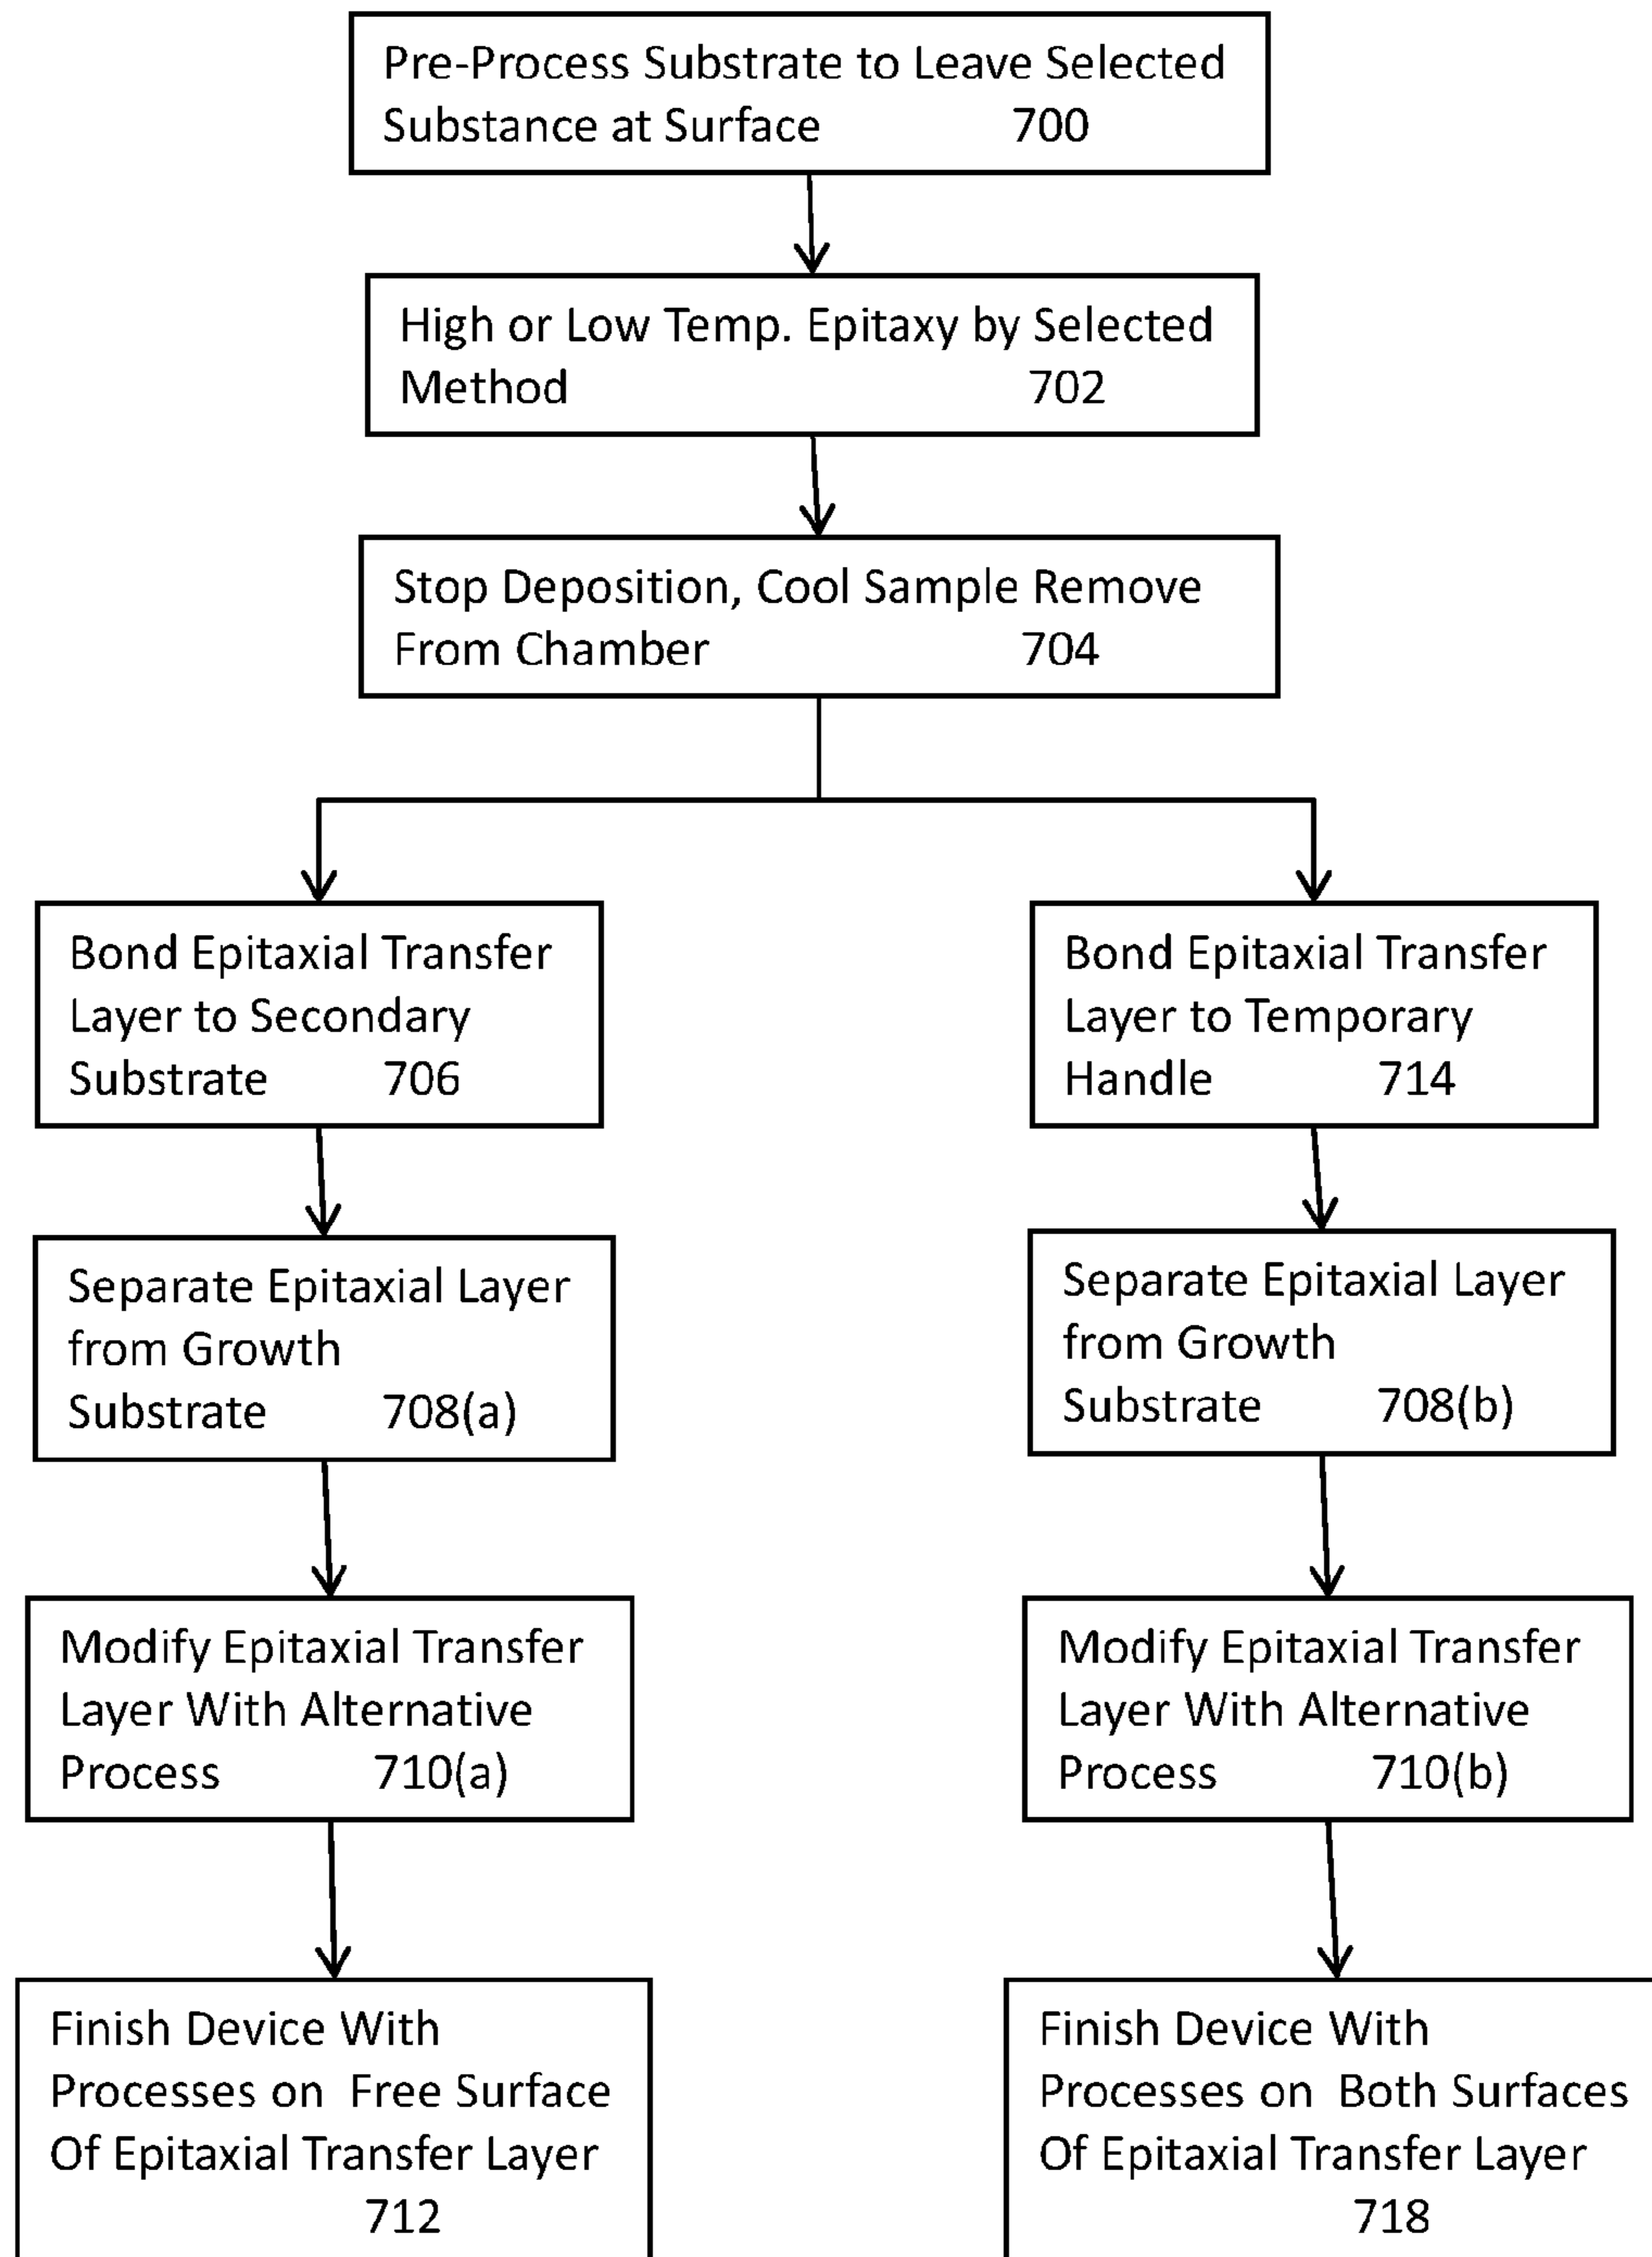 Pre-Process Substrate to Leave Selected
Substance at Surface 700
High or Low Temp. Epitaxy by Selected
Method 702
Stop Deposition, Cool Sample Remove
From Chamber 704
Bond Epitaxial Transfer
Layer to Secondary
Substrate 706
Separate Epitaxial Layer
from Growth
Substrate 708(a)
Modify Epitaxial Transfer
Layer With Alternative
Process 710(a)
Finish Device With
Processes on Free Surface
Of Epitaxial Transfer Layer
712
Bond Epitaxial Transfer
Layer to Temporary
Handle 714
Separate Epitaxial Layer
from Growth
Substrate 708(b)
Modify Epitaxial Transfer
Layer With Alternative
Process 710(b)
Finish Device With
Processes on Both Surfaces
Of Epitaxial Transfer Layer
718